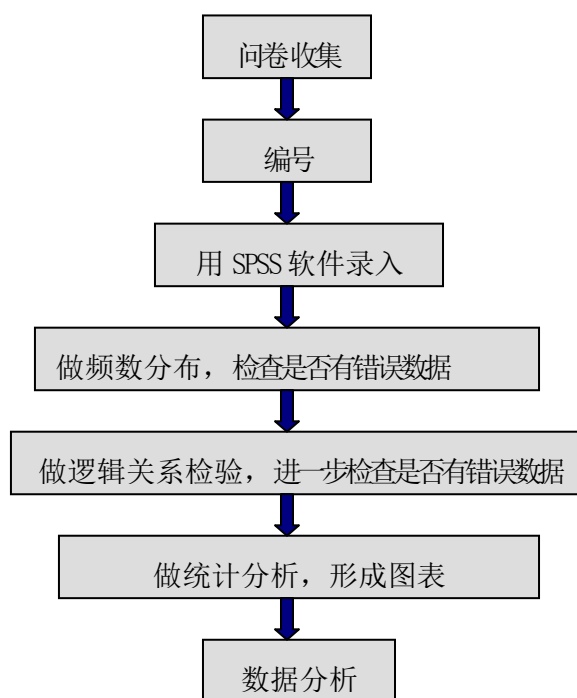 问卷收集
编号
用 SPSS 软件录入
做频数分布，检查是否有错误数据
做逻辑关系检验，进一步检查是否有错误数据
做统计分析，形成图表
数据分析